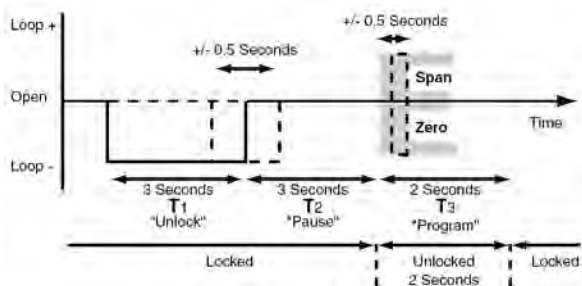 Loop +
+/- 0.5 Seconds
+/- 0.5 Seconds
Span
Open
Zero
Time
Loop -
3 Seconds
T1
"Unlock"
3 Seconds
T2
"Pause"
2 Seconds
T3
"Program"
Locked
Unlocked
2 Seconds
Locked